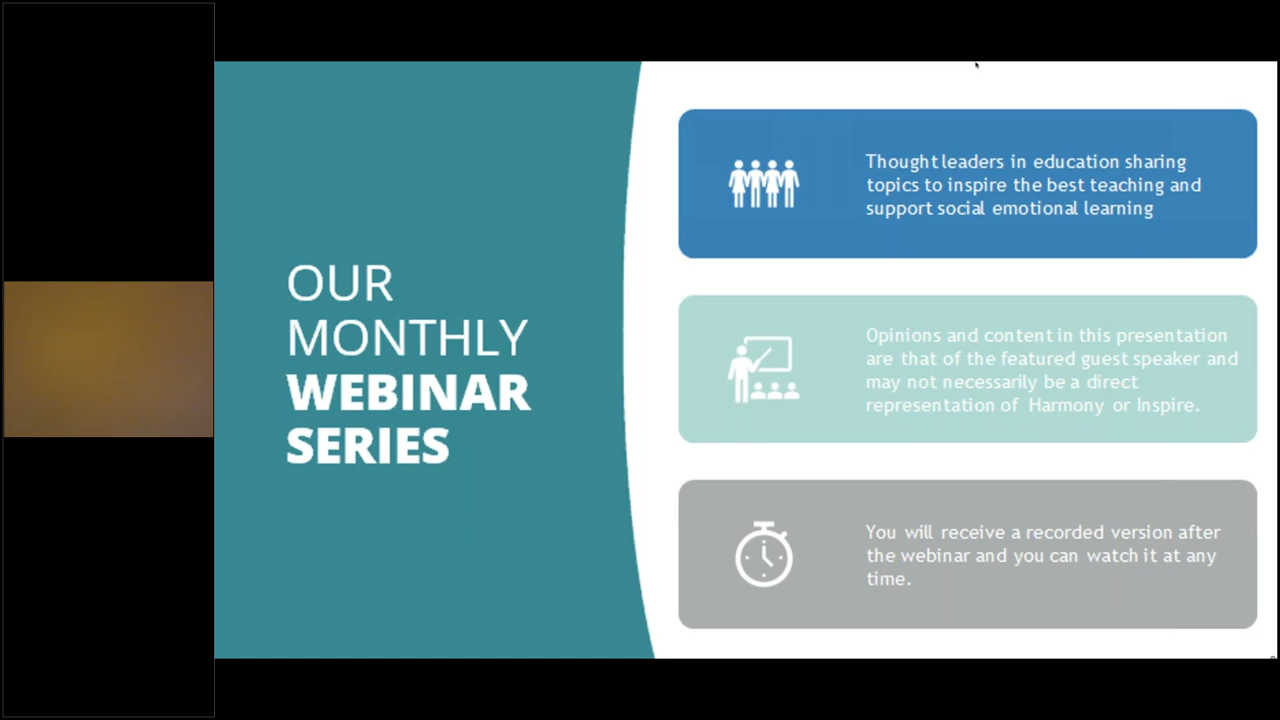 OUR
MONTHLY
WEBINAR
SERIES
Thought leaders in education sharing
topics to inspire the best teaching and
support social emotional learning
Opinions and content in this presentation
are that of the featured guest speaker and
may not necessarily be a direct
representation of Harmony or Inspire.
You will receive a recorded version after
the webinar and you can watch it at any
time.